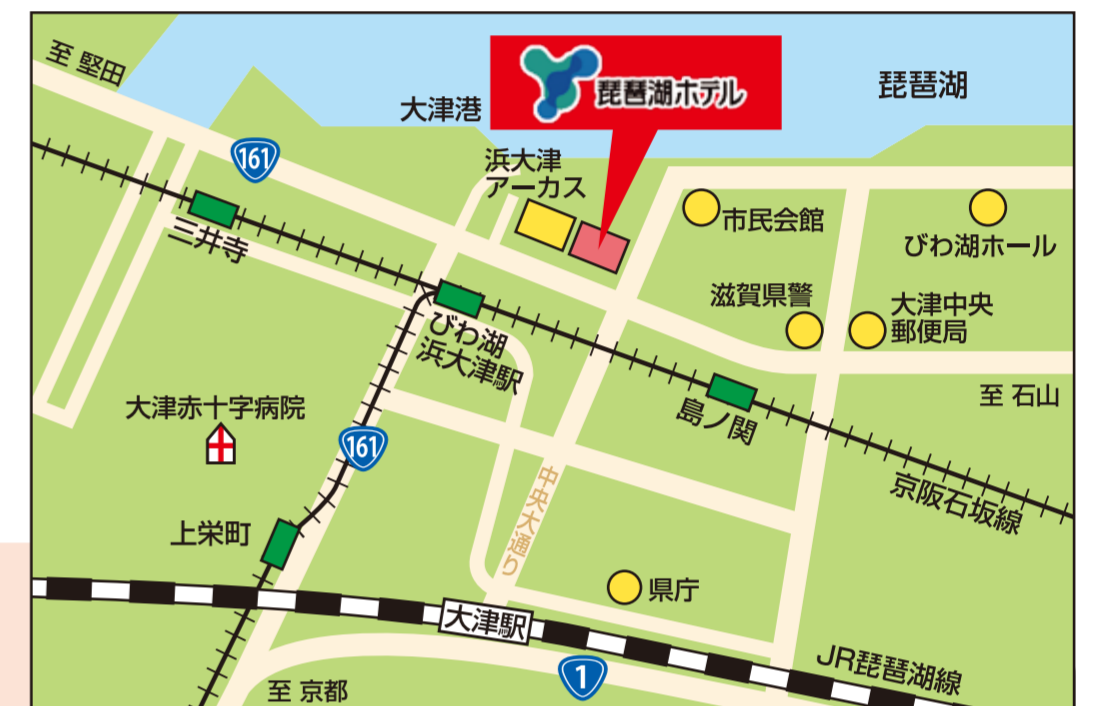 至 堅田
琵琶湖ホテル
琵琶湖
大津港
161
浜大津
アーカス
市民会館
びわ湖ホール
三井寺
滋賀県警
大津中央
郵便局
びわ湖
浜大津駅
島ノ関
至 石山
大津赤十字病院
161
中央大通り
京阪石坂線
上栄町
県庁
大津駅
JR琵琶湖線
1
至 京都